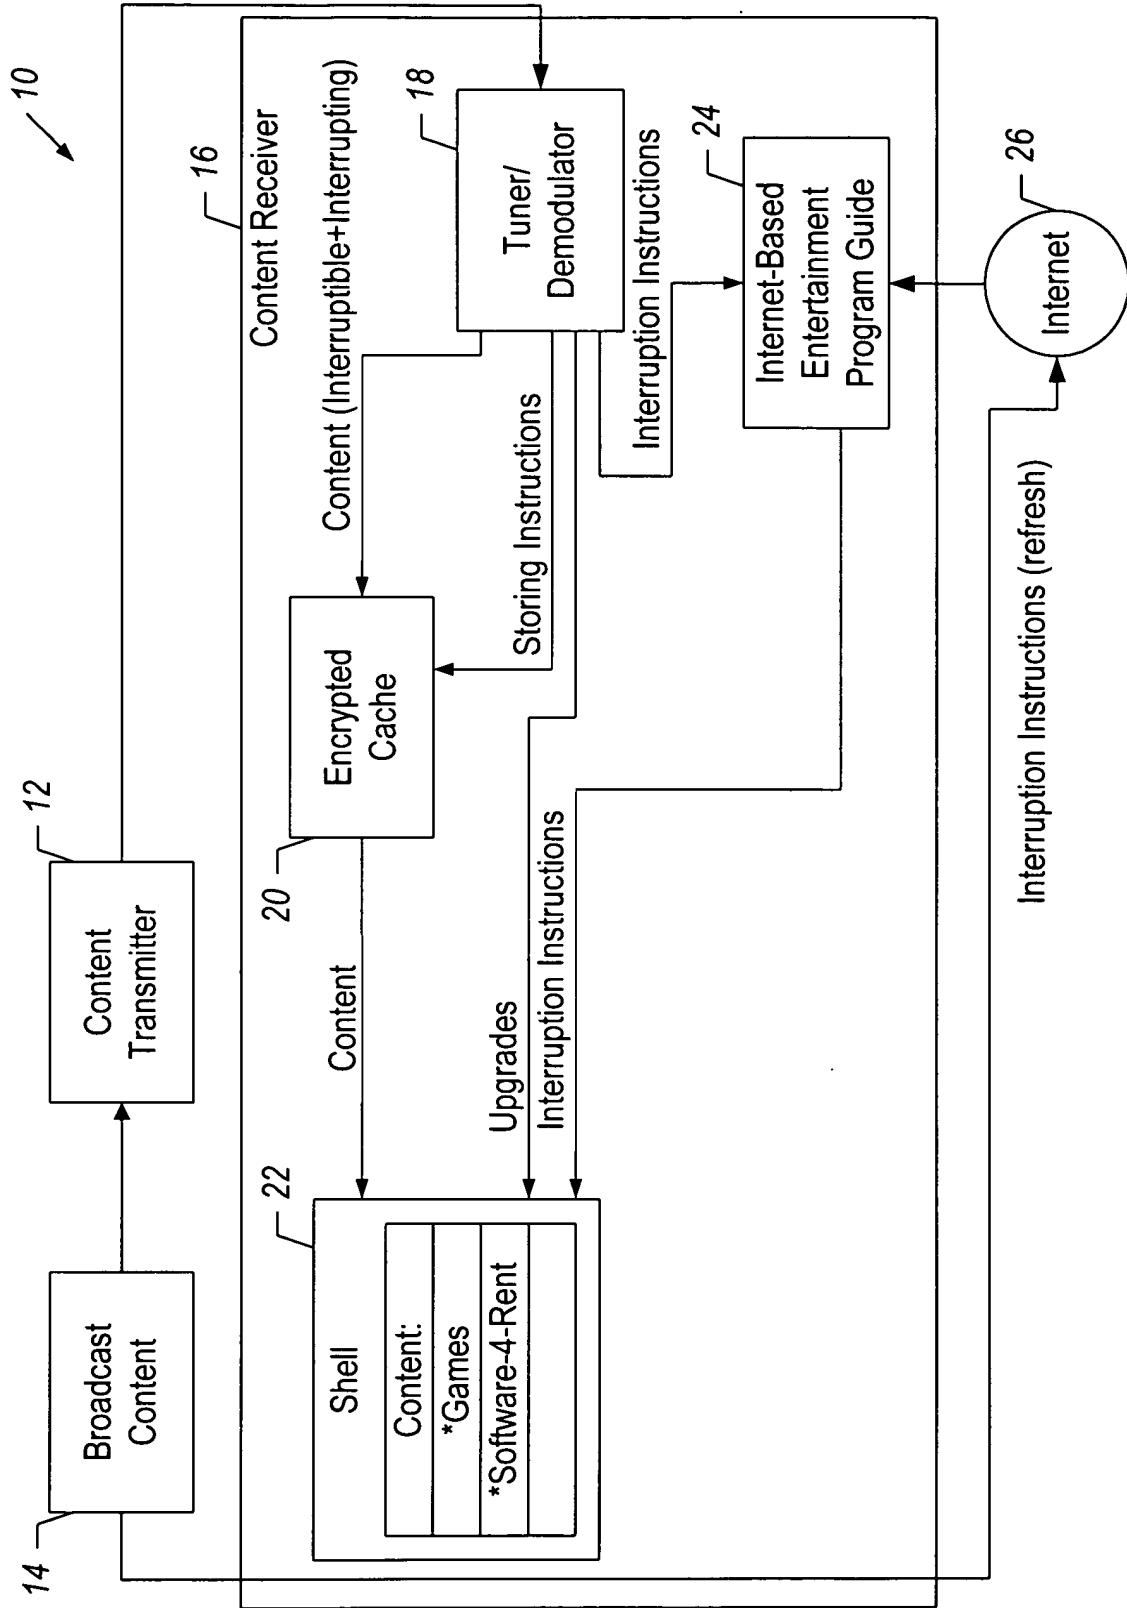 10
14
Broadcast
Content
12
Content
Transmitter
16
Content Receiver
22
Shell
Content:
*Games
*Software-4-Rent
Content
20
Encrypted
Cache
Content (Interruptible+Interrupting)
18
Tuner/
Demodulator
Storing Instructions
Upgrades
Interruption Instructions
Interruption Instructions
24
Internet-Based
Entertainment
Program Guide
26
Internet
Interruption Instructions (refresh)